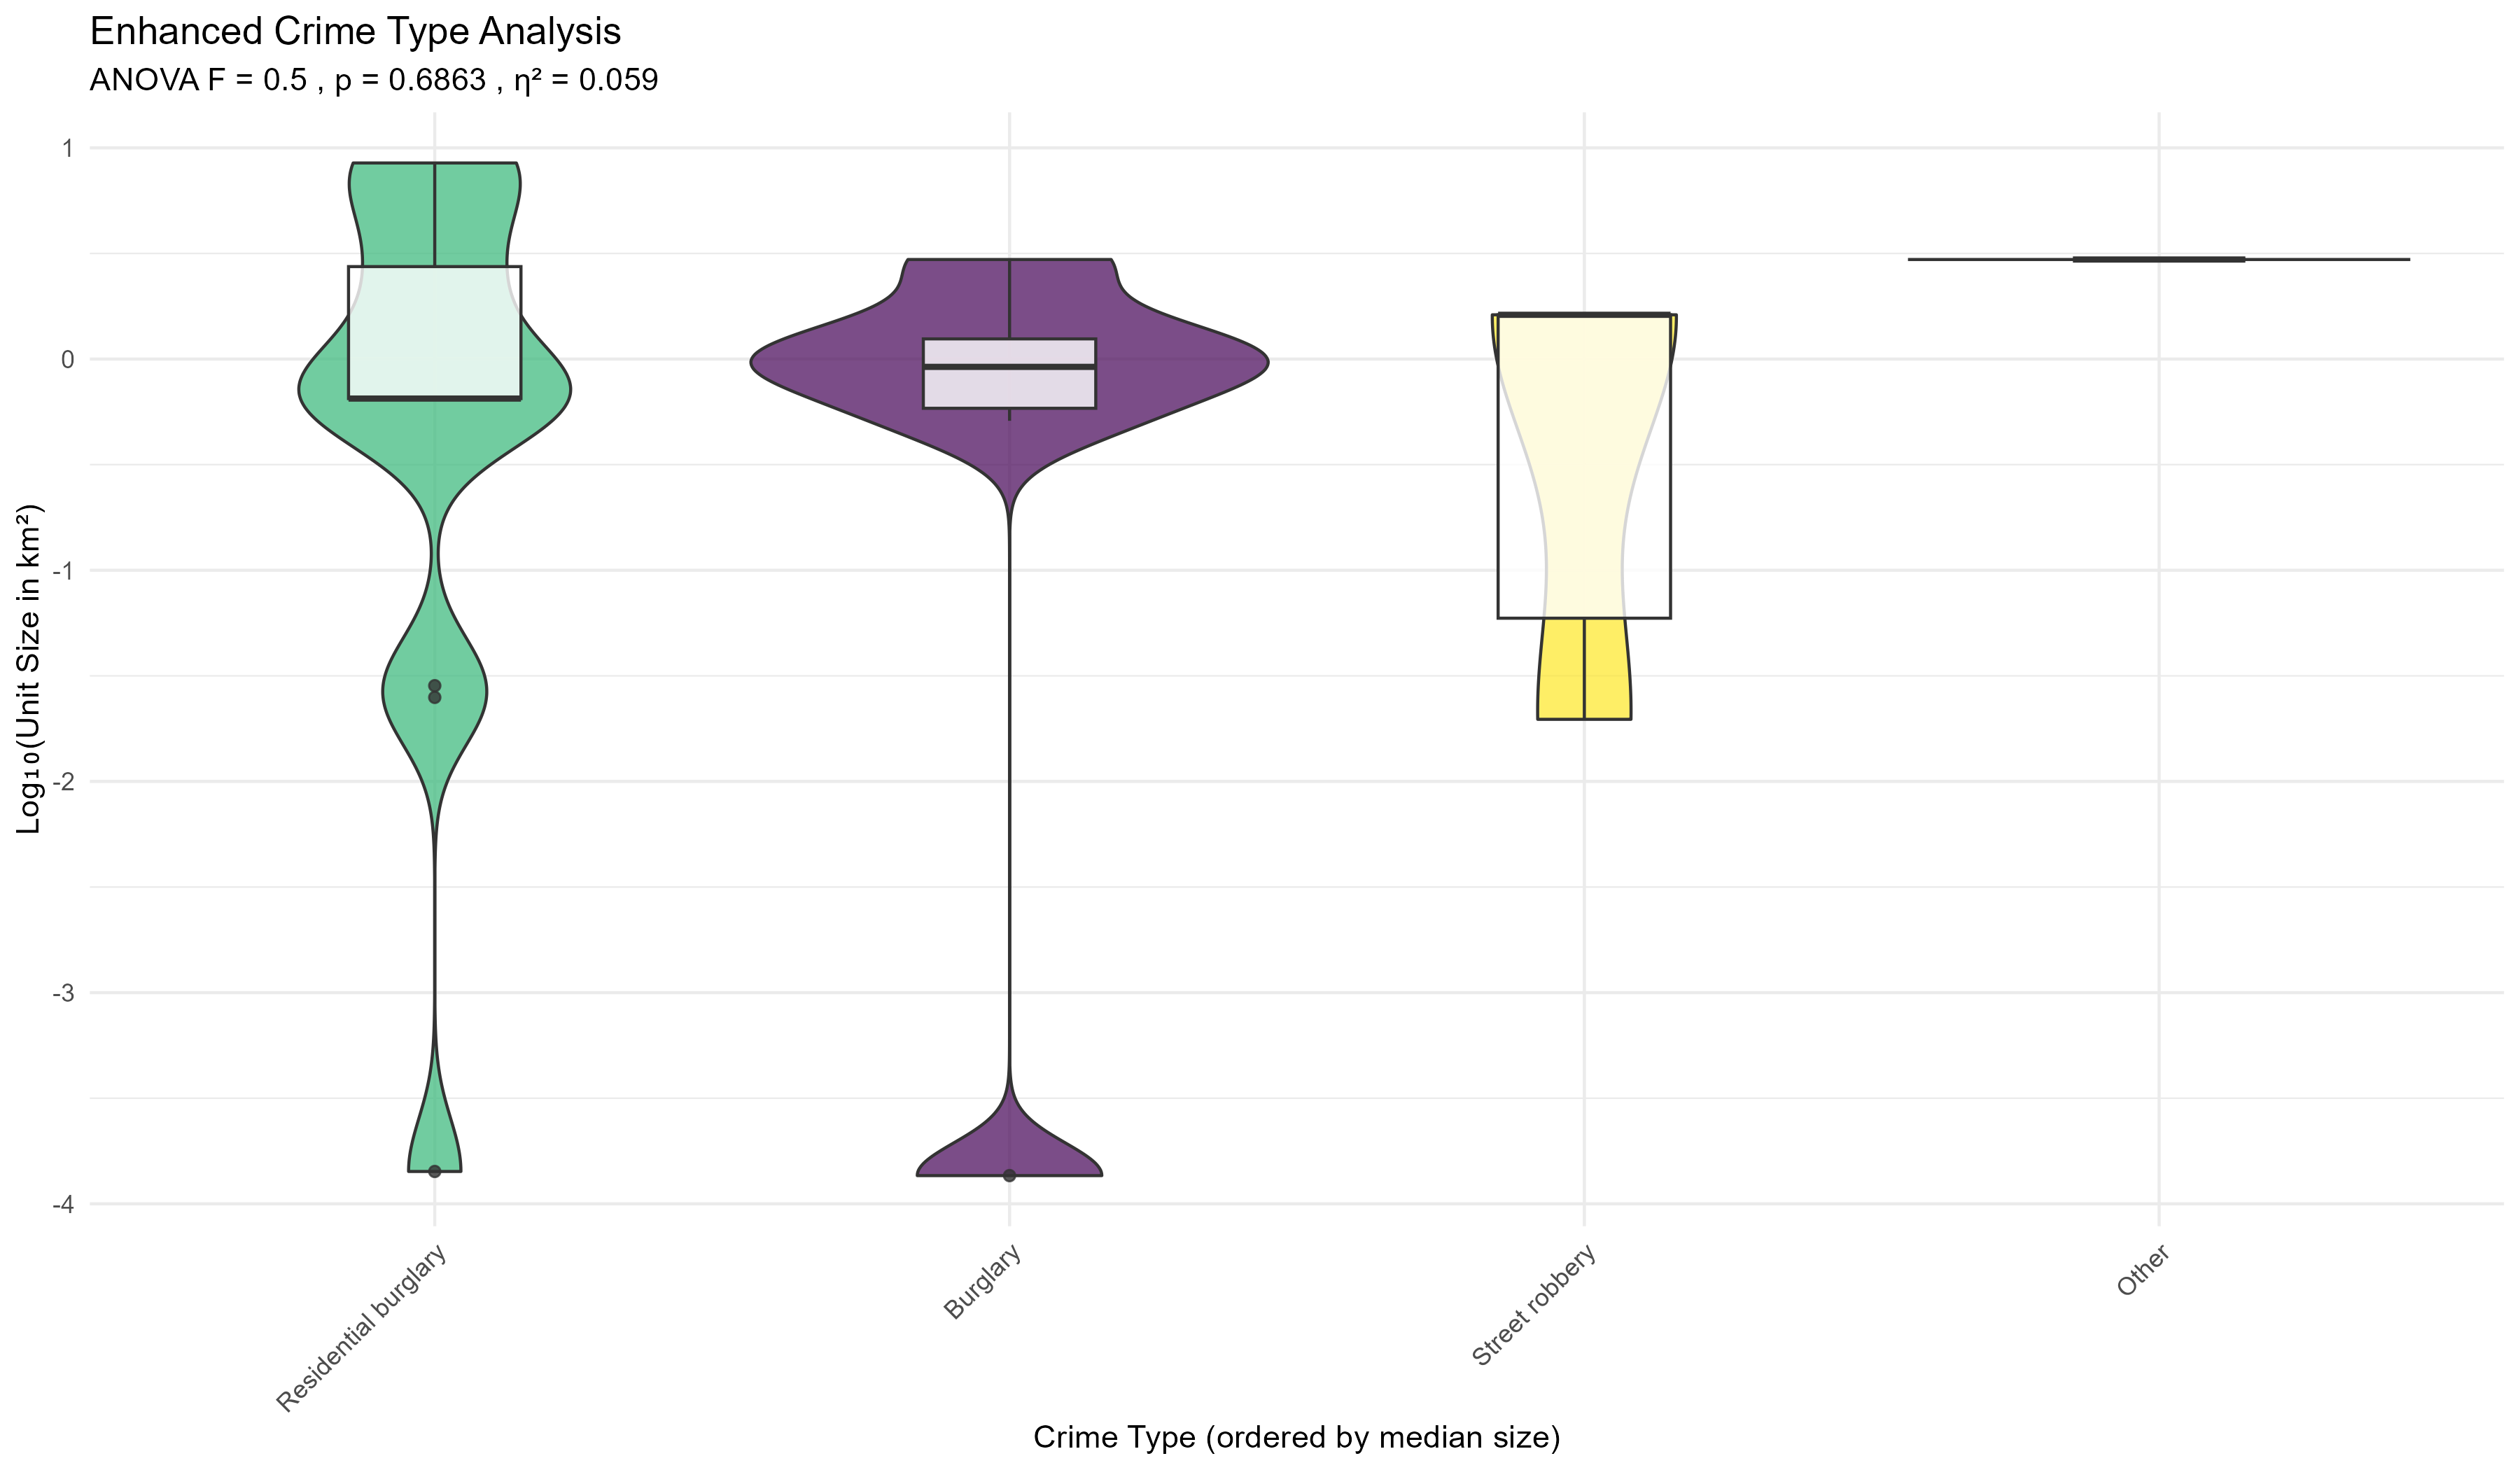 Enhanced Crime Type Analysis
ANOVA F = 0.5 , p = 0.6863 , η² = 0.059
Log₁₀(Unit Size in km²)
1
0
-1
-2
-3
-4
Residential burglary
Burglary
Street robbery
Other
Crime Type (ordered by median size)